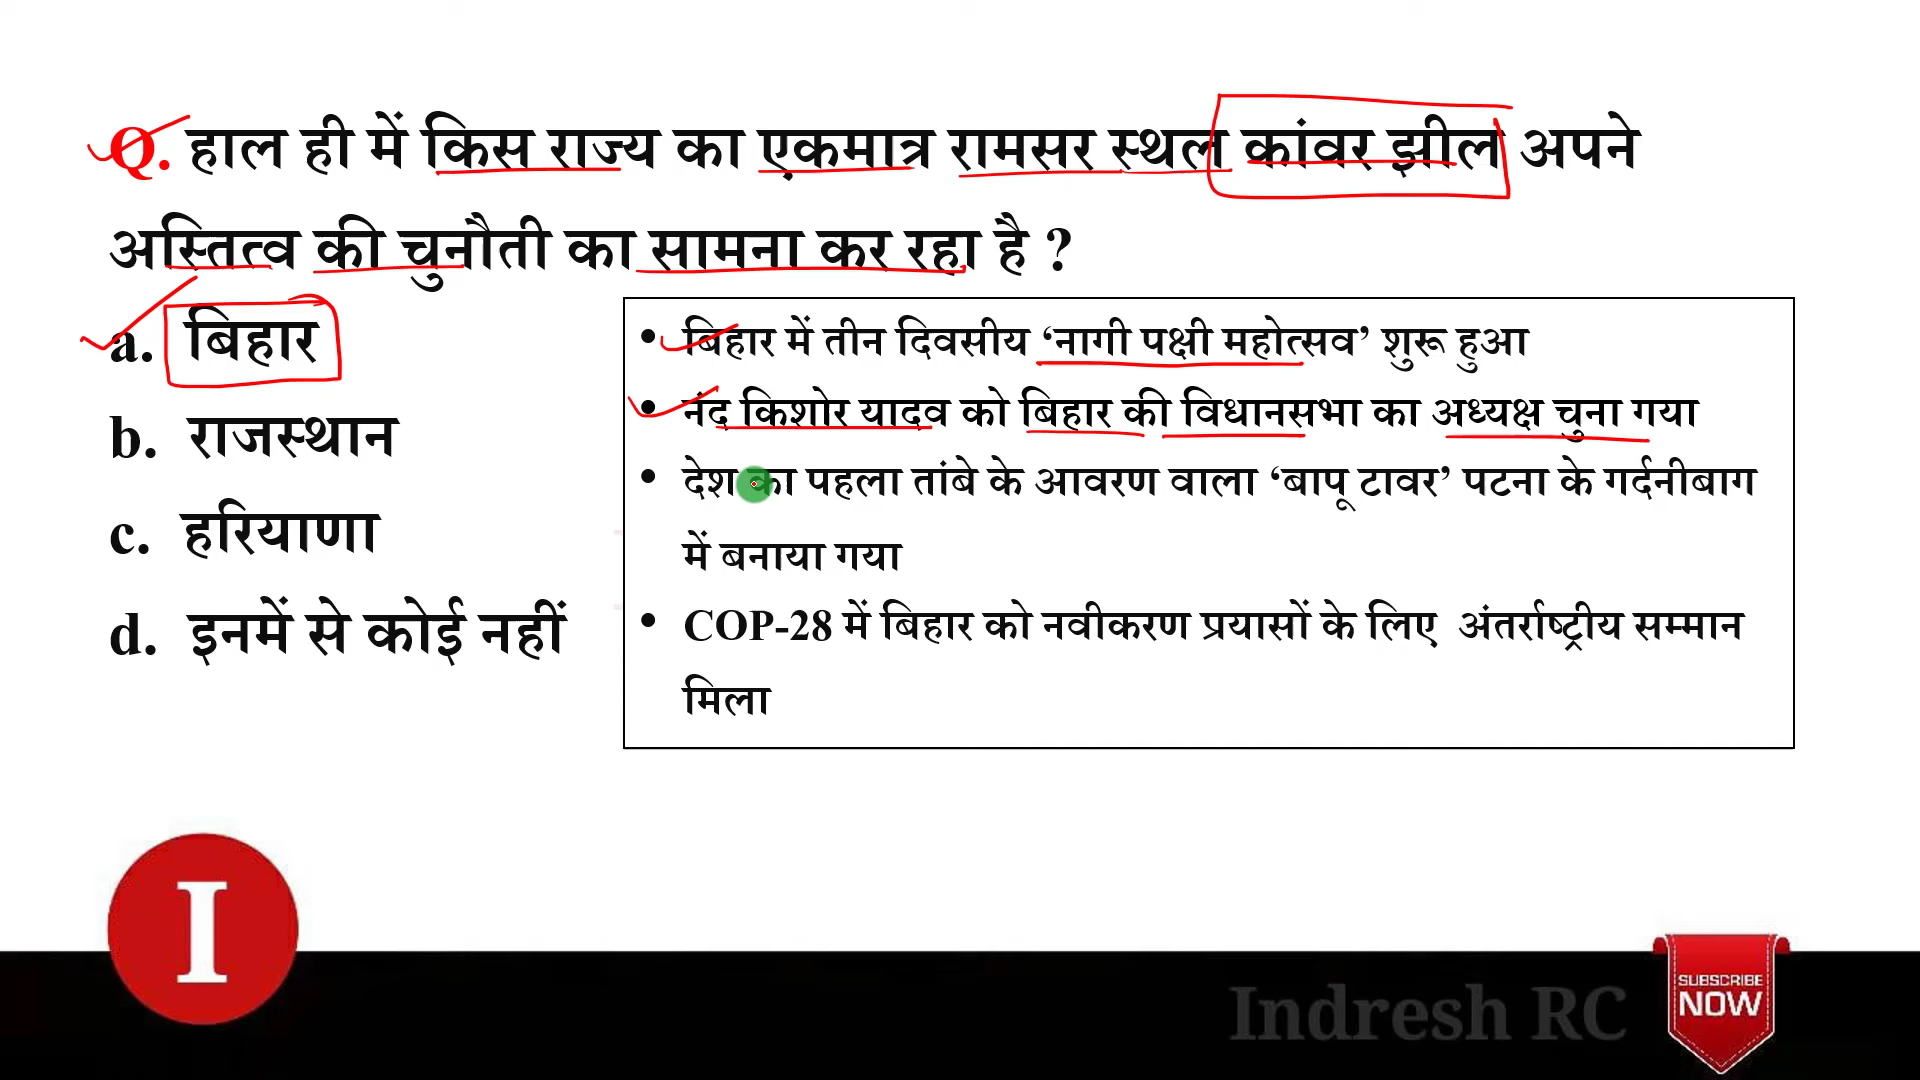 Q. हाल ही में किस राज्य का एकमात्र रामसर स्थल कांवर झील अपने
अस्तित्व की चुनौती का सामना कर रहा है ?
a. बिहार
b. राजस्थान
c. हरियाणा
d. इनमें से कोई नहीं
• बिहार में तीन दिवसीय ‘नागी पक्षी महोत्सव’ शुरू हुआ
• नंद किशोर यादव को बिहार की विधानसभा का अध्यक्ष चुना गया
• देश का पहला तांबे के आवरण वाला ‘बापू टावर’ पटना के गर्दनीबाग
में बनाया गया
• COP-28 में बिहार को नवीकरण प्रयासों के लिए अंतर्राष्ट्रीय सम्मान
मिला
I
Indresh RC
SUBSCRIBE
NOW